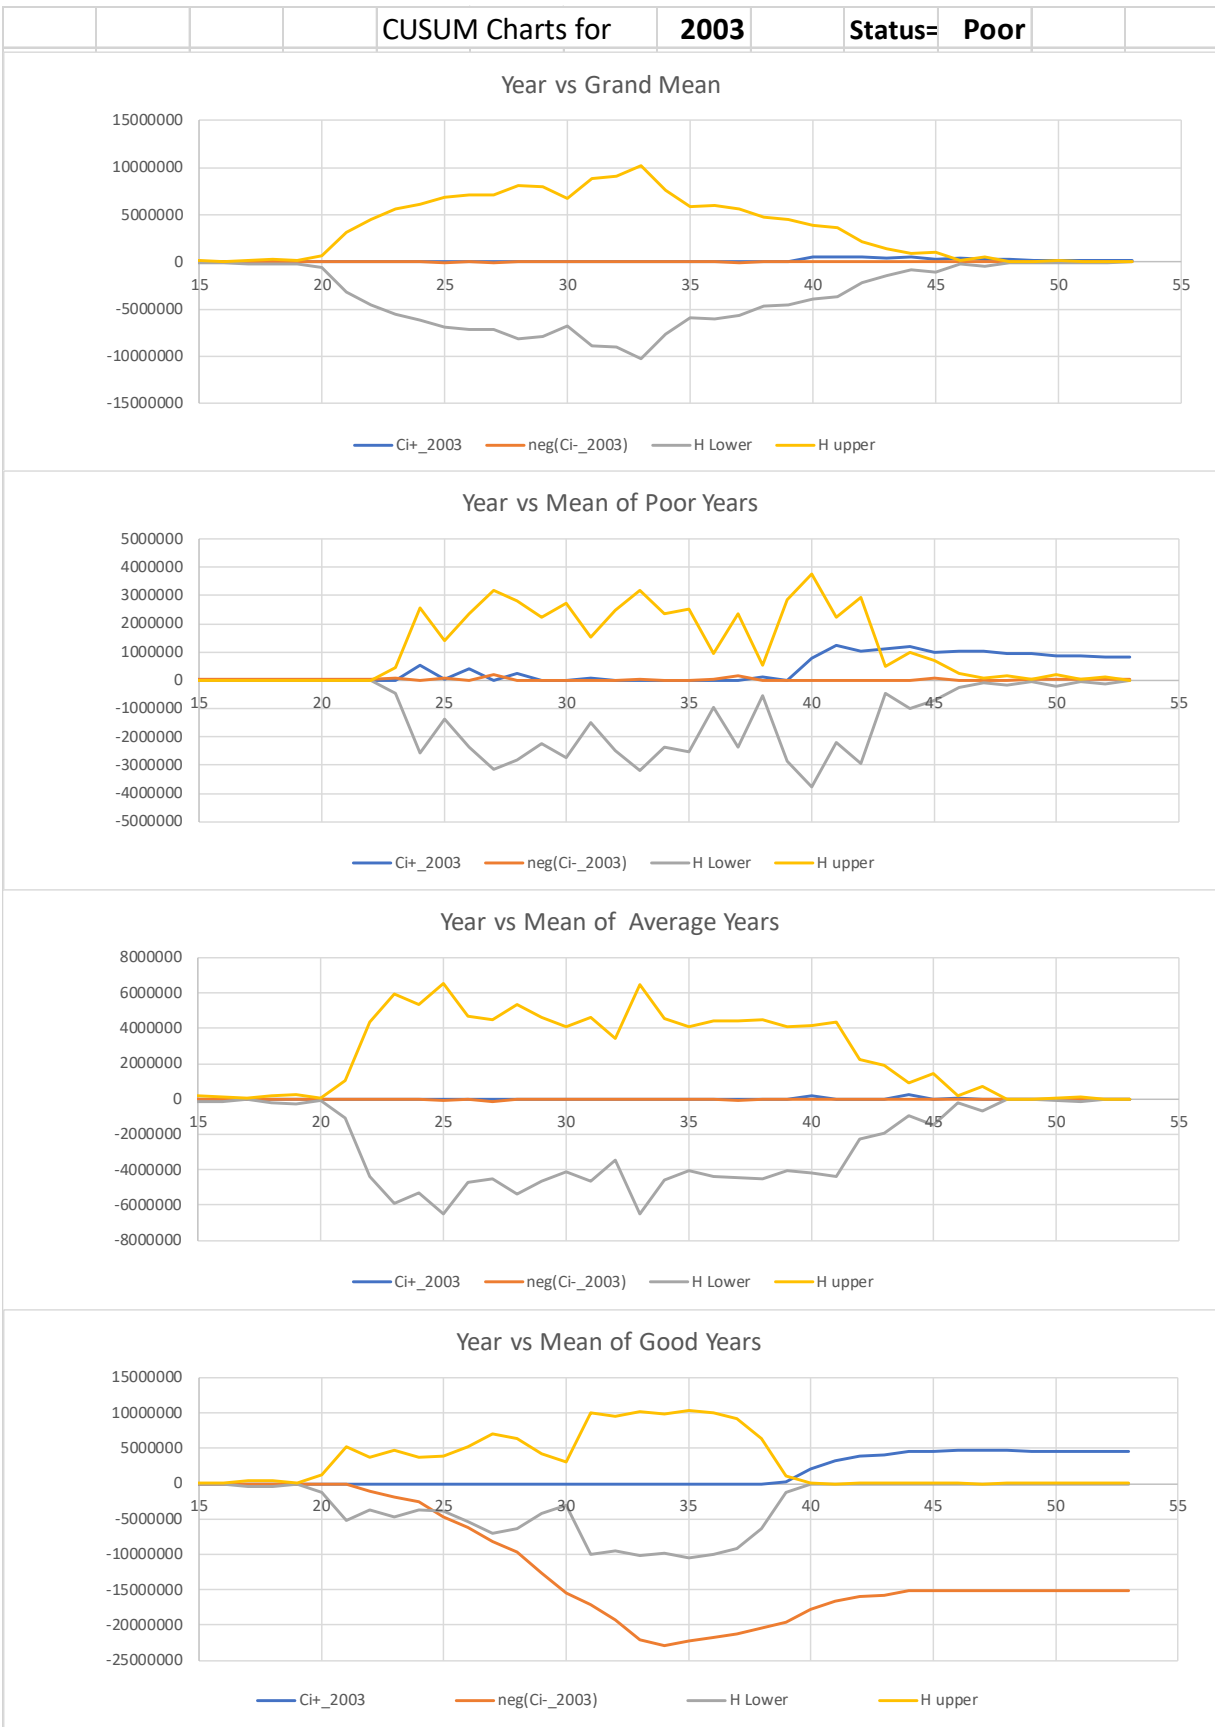 CUSUM Charts for 2003 Status= Poor
Year vs Grand Mean
15000000
10000000
5000000
0
-5000000
-10000000
-15000000
15 20 25 30 35 40 45 50 55
Ci+_2003 neg(Ci-_2003) H Lower H upper
Year vs Mean of Poor Years
5000000
4000000
3000000
2000000
1000000
0
-1000000
-2000000
-3000000
-4000000
-5000000
15 20 25 30 35 40 45 50 55
Ci+_2003 neg(Ci-_2003) H Lower H upper
Year vs Mean of Average Years
8000000
6000000
4000000
2000000
0
-2000000
-4000000
-6000000
-8000000
15 20 25 30 35 40 45 50 55
Ci+_2003 neg(Ci-_2003) H Lower H upper
Year vs Mean of Good Years
15000000
10000000
5000000
0
-5000000
-10000000
-15000000
-20000000
-25000000
15 20 25 30 35 40 45 50 55
Ci+_2003 neg(Ci-_2003) H Lower H upper